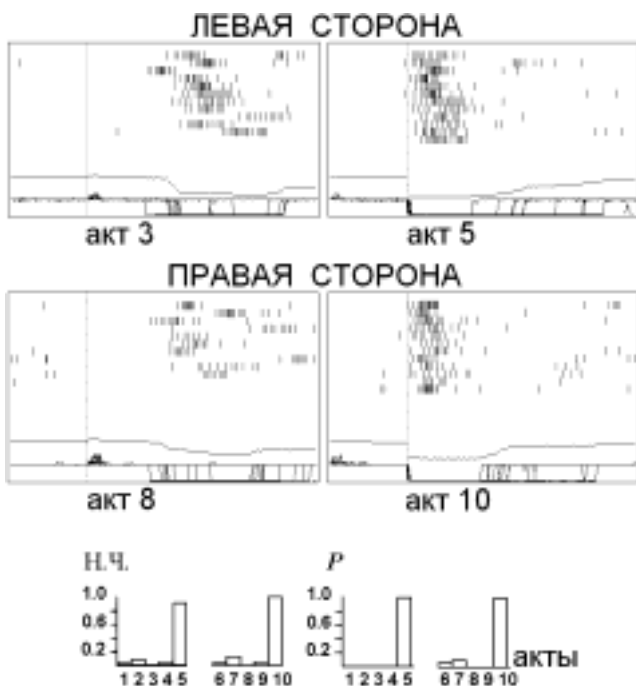 ЛЕВАЯ СТОРОНА
акт 3 акт 5
ПРАВАЯ СТОРОНА
акт 8 акт 10
Н.Ч. P
1.0 1.0
0.6 0.6
0.2 0.2 акты
1 2 3 4 5 6 7 8 9 10 1 2 3 4 5 6 7 8 9 10